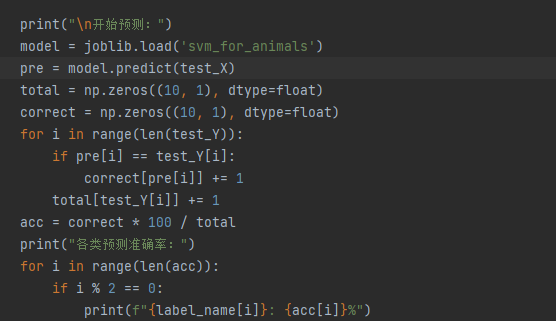 print("\n开始预测：")
model = joblib.load('svm_for_animals')
pre = model.predict(test_X)
total = np.zeros((10, 1), dtype=float)
correct = np.zeros((10, 1), dtype=float)
for i in range(len(test_Y)):
    if pre[i] == test_Y[i]:
        correct[pre[i]] += 1
    total[test_Y[i]] += 1
acc = correct * 100 / total
print("各类预测准确率：")
for i in range(len(acc)):
    if i % 2 == 0:
        print(f"{label_name[i]}: {acc[i]}%")